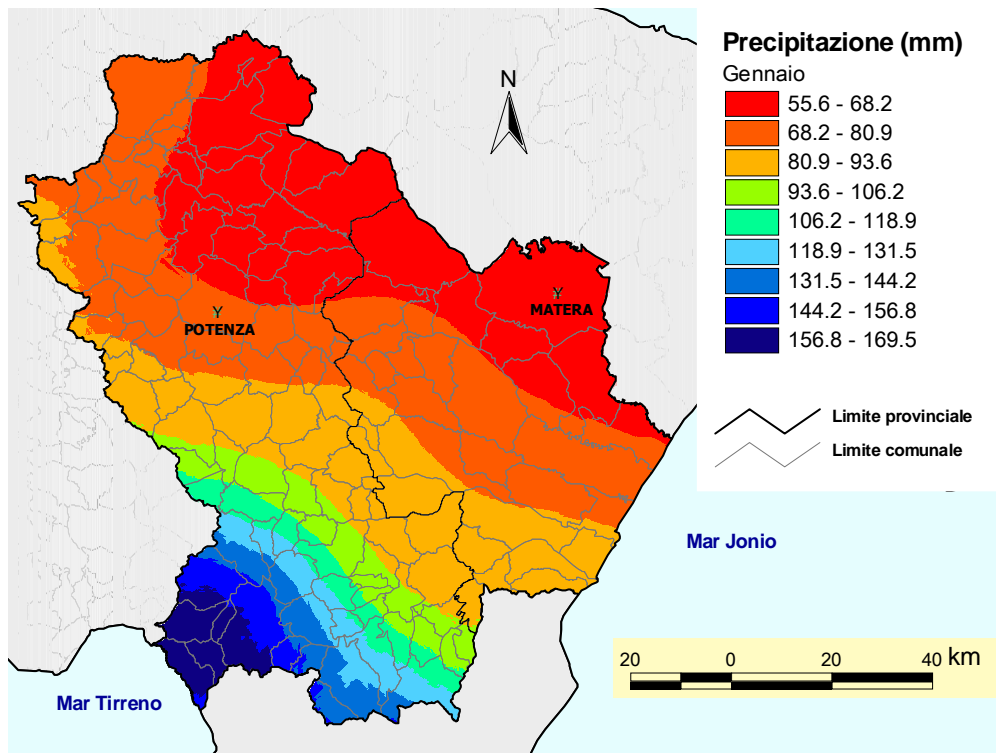 Precipitazione (mm)
Gennaio
55.6 - 68.2
68.2 - 80.9
80.9 - 93.6
93.6 - 106.2
106.2 - 118.9
118.9 - 131.5
131.5 - 144.2
144.2 - 156.8
156.8 - 169.5
N
Y
MATERA
Y
POTENZA
Limite provinciale
Limite comunale
Mar Jonio
20 0 20 40 km
Mar Tirreno